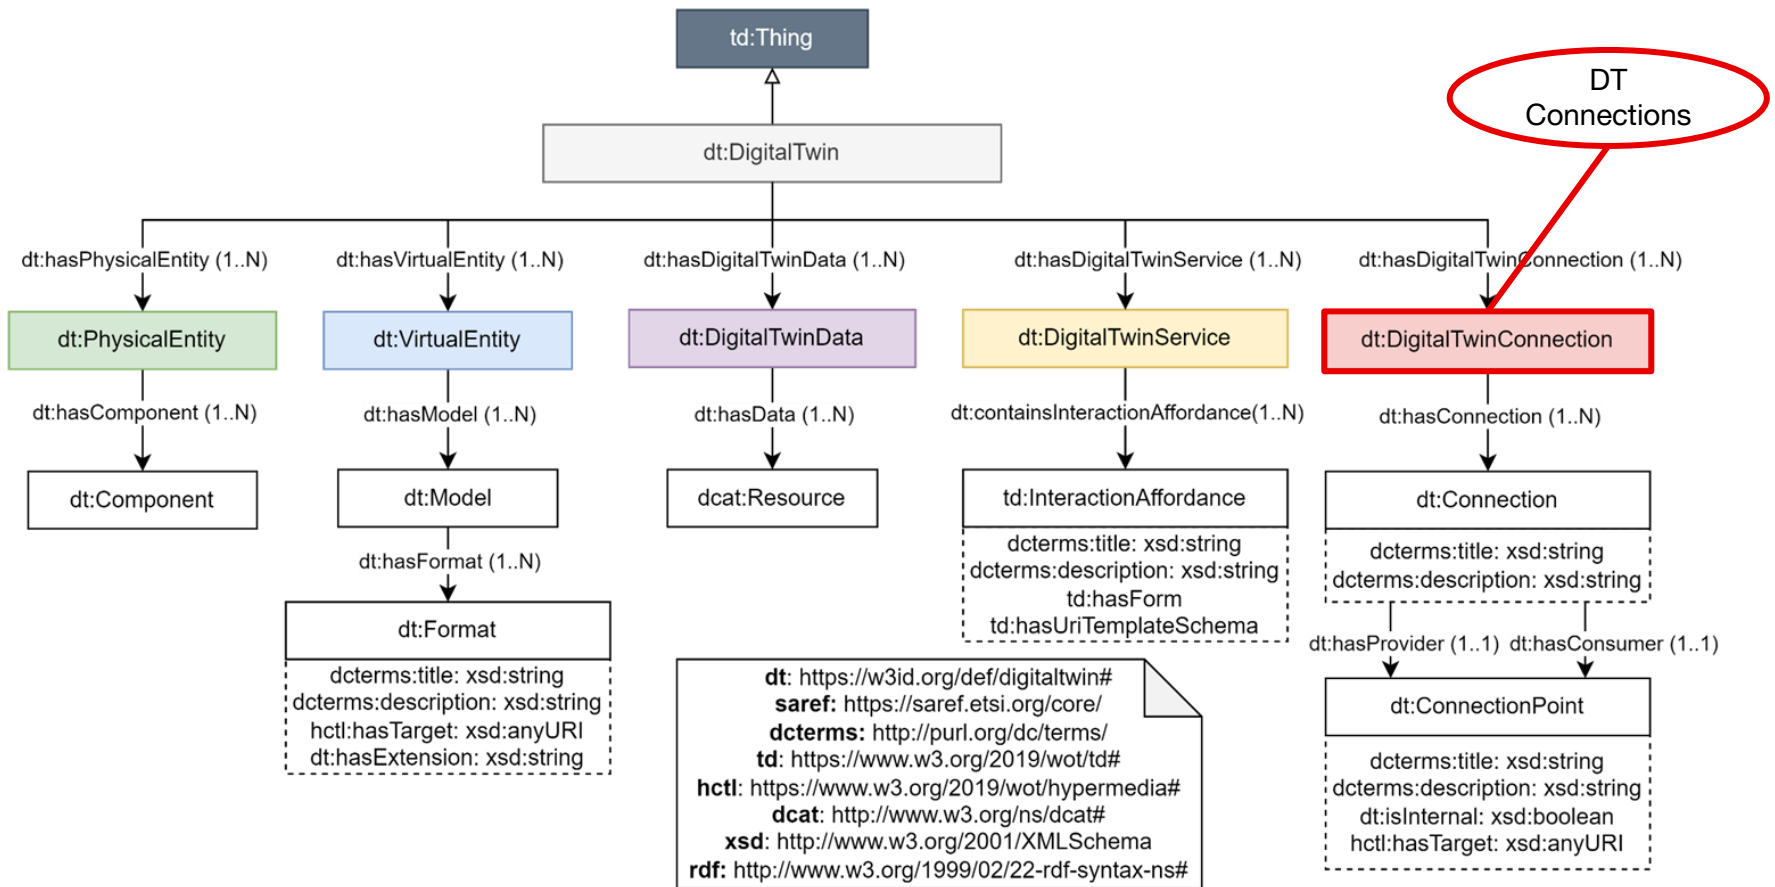 td:Thing
DT
Connections
dt:DigitalTwin
dt:hasPhysicalEntity (1..N)
dt:hasVirtualEntity (1..N)
dt:hasDigitalTwinData (1..N)
dt:hasDigitalTwinService (1..N)
dt:hasDigitalTwinConnection (1..N)
dt:PhysicalEntity
dt:VirtualEntity
dt:DigitalTwinData
dt:DigitalTwinService
dt:DigitalTwinConnection
dt:hasComponent (1..N)
dt:hasModel (1..N)
dt:hasData (1..N)
dt:containsInteractionAffordance(1..N)
dt:hasConnection (1..N)
dt:Component
dt:Model
dcat:Resource
td:InteractionAffordance
dcterms:title: xsd:string
dcterms:description: xsd:string
td:hasForm
td:hasUriTemplateSchema
dt:Connection
dcterms:title: xsd:string
dcterms:description: xsd:string
dt:hasFormat (1..N)
dt:Format
dcterms:title: xsd:string
dcterms:description: xsd:string
hctl:hasTarget: xsd:anyURI
dt:hasExtension: xsd:string
dt:hasProvider (1..1)
dt:hasConsumer (1..1)
dt:ConnectionPoint
dcterms:title: xsd:string
dcterms:description: xsd:string
dt:isInternal: xsd:boolean
hctl:hasTarget: xsd:anyURI
dt: https://w3id.org/def/digitaltwin#
saref: https://saref.etsi.org/core/
dcterms: http://purl.org/dc/terms/
td: https://www.w3.org/2019/wot/td#
hctl: https://www.w3.org/2019/wot/hypermedia#
dcat: http://www.w3.org/ns/dcat#
xsd: http://www.w3.org/2001/XMLSchema
rdf: http://www.w3.org/1999/02/22-rdf-syntax-ns#